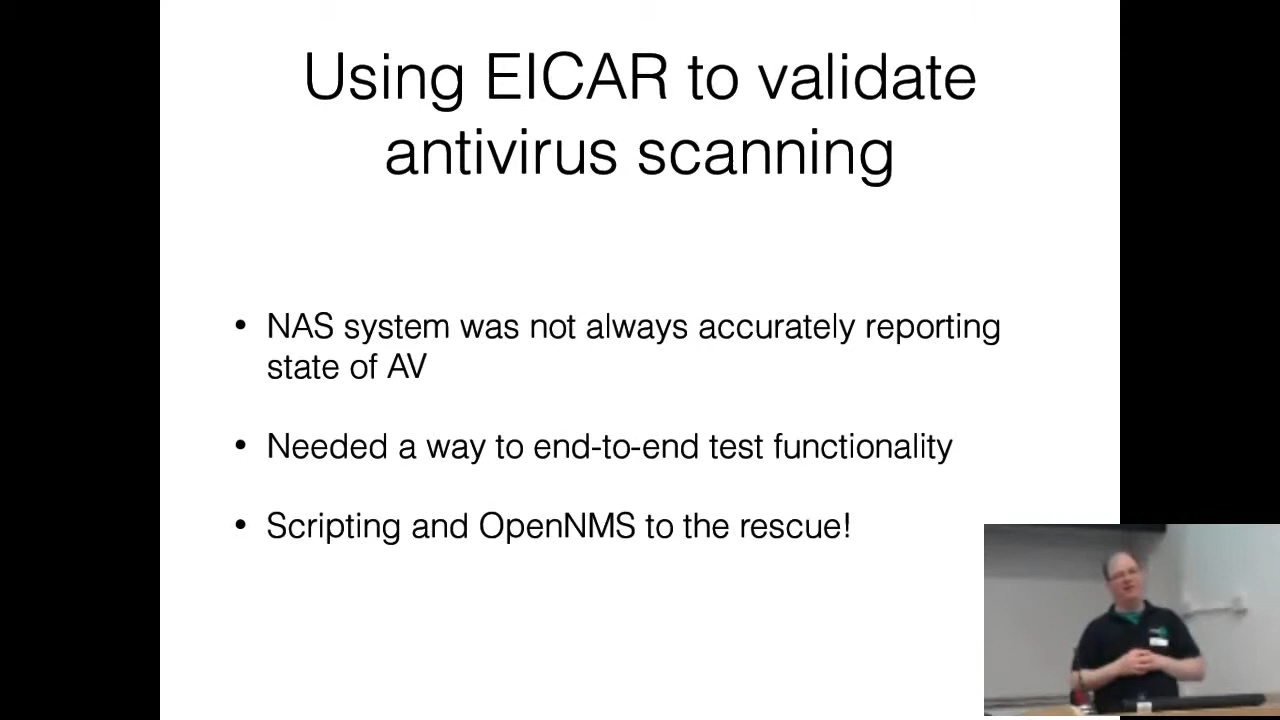 Using EICAR to validate
antivirus scanning
• NAS system was not always accurately reporting
state of AV
• Needed a way to end-to-end test functionality
• Scripting and OpenNMS to the rescue!